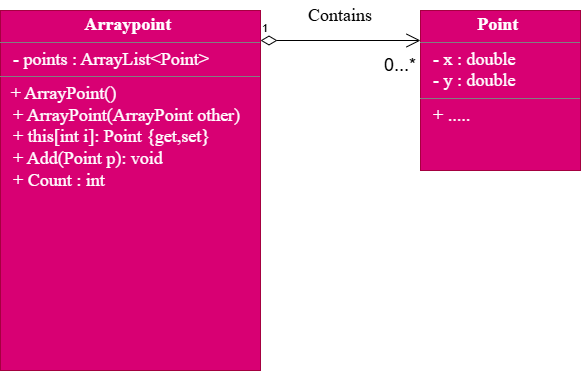 Arraypoint
- points : ArrayList<Point>
+ ArrayPoint()
+ ArrayPoint(ArrayPoint other)
+ this[int i]: Point {get,set}
+ Add(Point p): void
+ Count : int
1
Contains
0...*
Point
- x : double
- y : double
+ .....